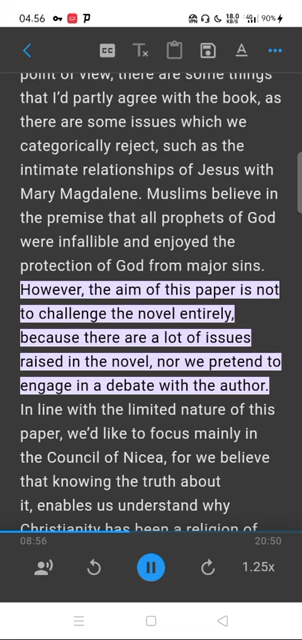 04.56
18.0
KB/S
4G
90%
CC
A
point of view, there are some things
that I'd partly agree with the book, as
there are some issues which we
categorically reject, such as the
intimate relationships of Jesus with
Mary Magdalene. Muslims believe in
the premise that all prophets of God
were infallible and enjoyed the
protection of God from major sins.
However, the aim of this paper is not
to challenge the novel entirely,
because there are a lot of issues
raised in the novel, nor we pretend to
engage in a debate with the author.
In line with the limited nature of this
paper, we'd like to focus mainly in
the Council of Nicea, for we believe
that knowing the truth about
it, enables us understand why
Christianity has been a religion of
08:56
20:50
1.25x